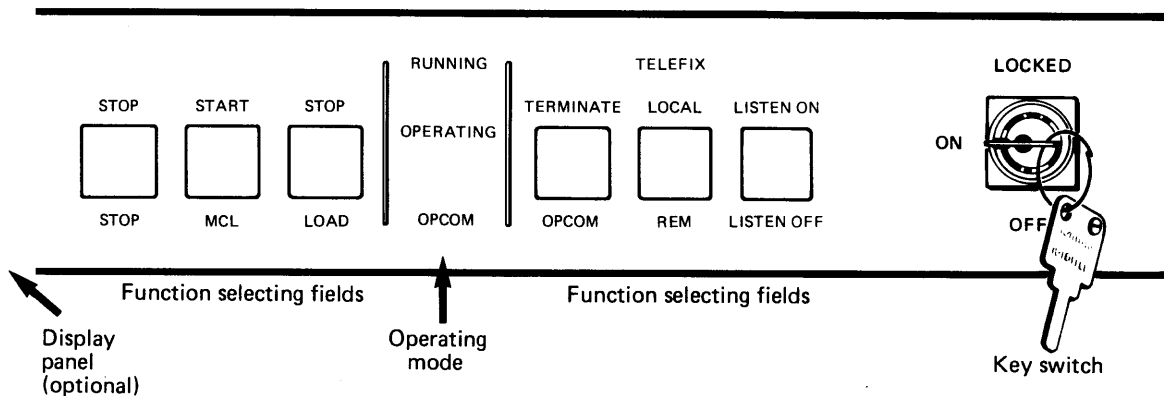 RUNNING
TELEFIX
LOCKED
STOP START STOP
TERMINATE LOCAL LISTEN ON
OPERATING
ON
STOP MCL LOAD
OPCOM
OPCOM REM LISTEN OFF
OFF
Function selecting fields
Function selecting fields
Display
panel
(optional)
Operating
mode
Key switch